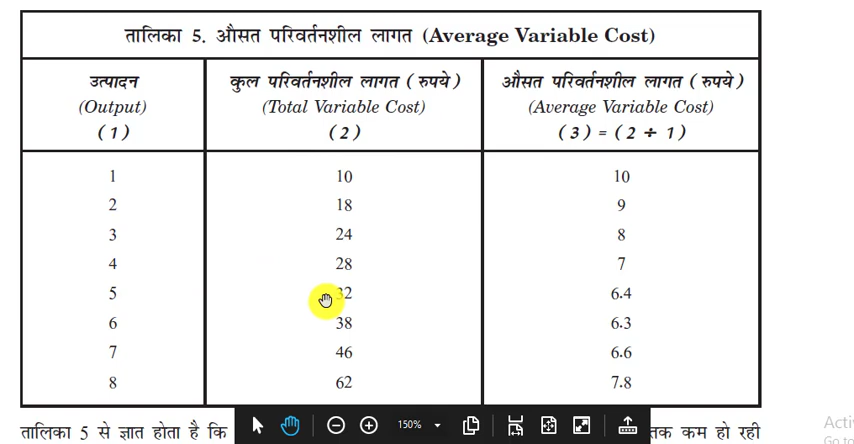 तालिका 5. औसत परिवर्तनशील लागत (Average Variable Cost)
उत्पादन कुल परिवर्तनशील लागत (रुपये) औसत परिवर्तनशील लागत (रुपये)
(Output) (Total Variable Cost) (Average Variable Cost)
(1) (2) (3) = (2 ÷ 1)
1 10 10
2 18 9
3 24 8
4 28 7
5 32 6.4
6 38 6.3
7 46 6.6
8 62 7.8
तालिका 5 से ज्ञात होता है कि तक कम हो रही
150%
Activ
Go to